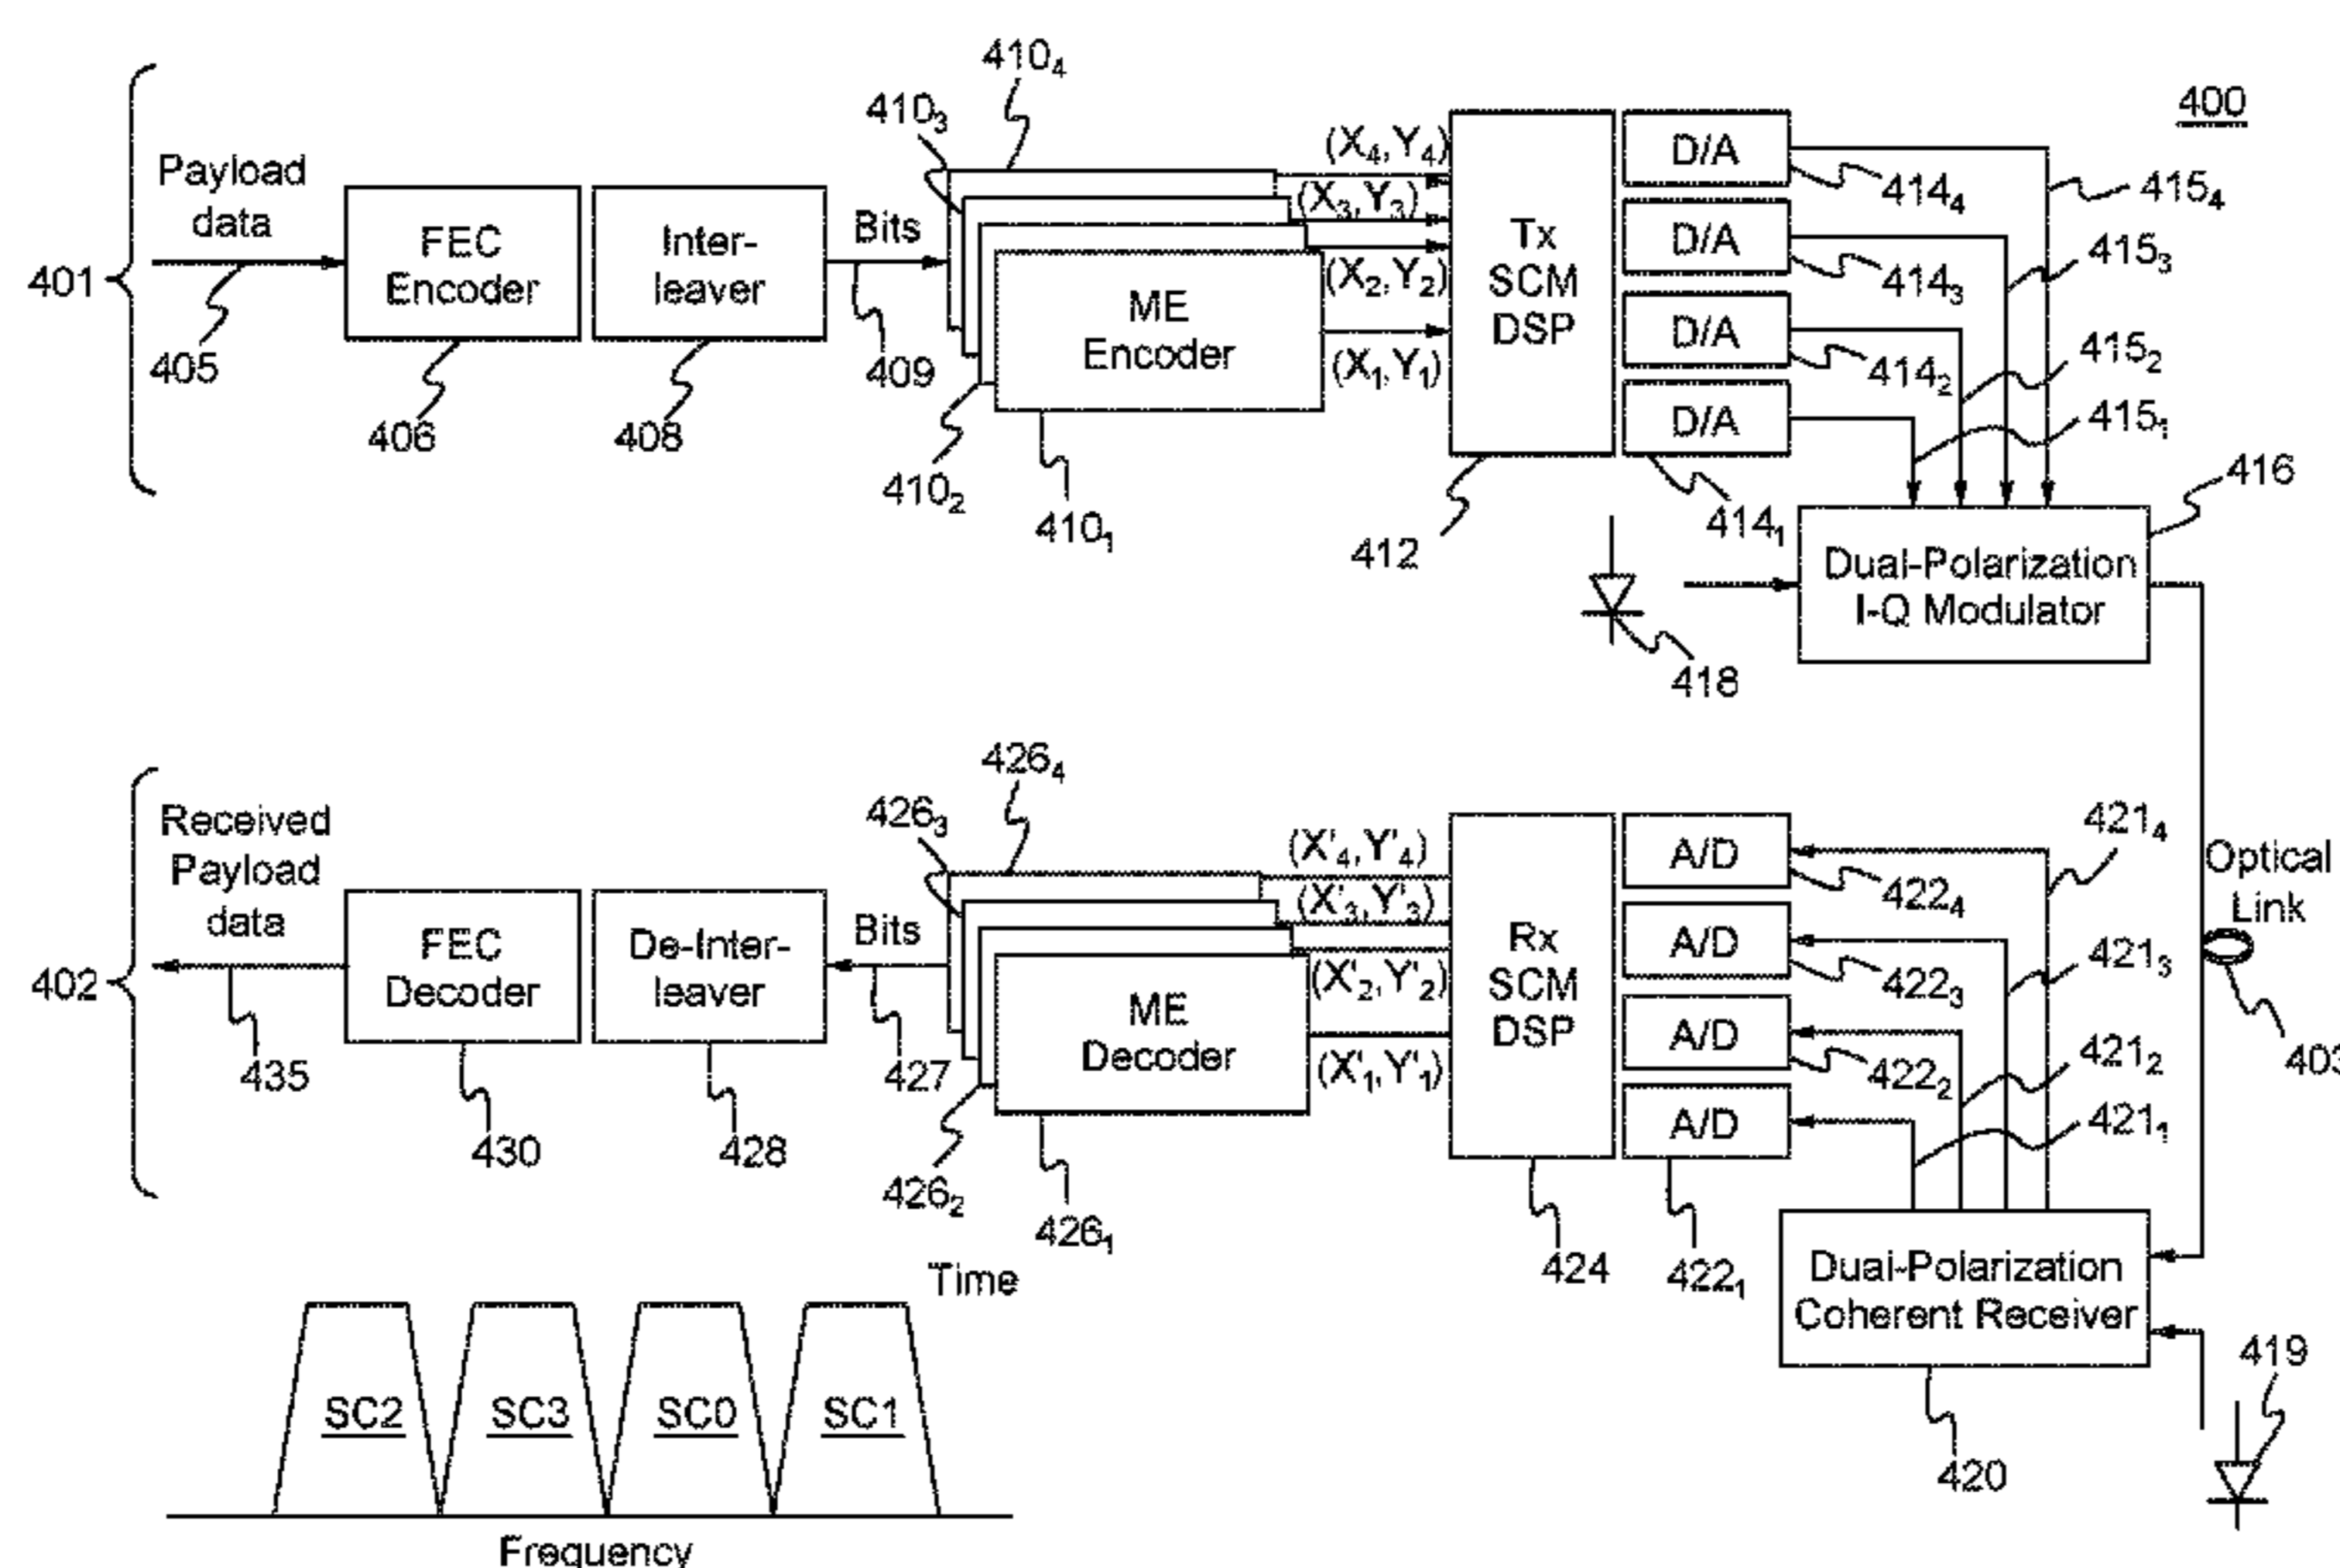 400
410₄
410₃
Payload
data
FEC
Encoder
Inter-
leaver
Bits
ME
Encoder
(X₄,Y₄)
(X₃,Y₃)
(X₂,Y₂)
(X₁,Y₁)
Tx
SCM
DSP
D/A
D/A
D/A
D/A
414₄
414₃
414₂
414₁
415₄
415₃
415₂
415₁
401
405
406
408
409
410₂
410₁
412
416
Dual-Polarization
I-Q Modulator
418
426₄
426₃
Received
Payload
data
FEC
Decoder
De-Inter-
leaver
Bits
ME
Decoder
(X'₄,Y'₄)
(X'₃,Y'₃)
(X'₂,Y'₂)
(X'₁,Y'₁)
Rx
SCM
DSP
A/D
A/D
A/D
A/D
422₄
422₃
422₂
422₁
421₄
421₃
421₂
421₁
Optical
Link
403
402
435
430
428
427
426₂
426₁
424
Dual-Polarization
Coherent Receiver
419
420
Time
SC2
SC3
SC0
SC1
Frequency